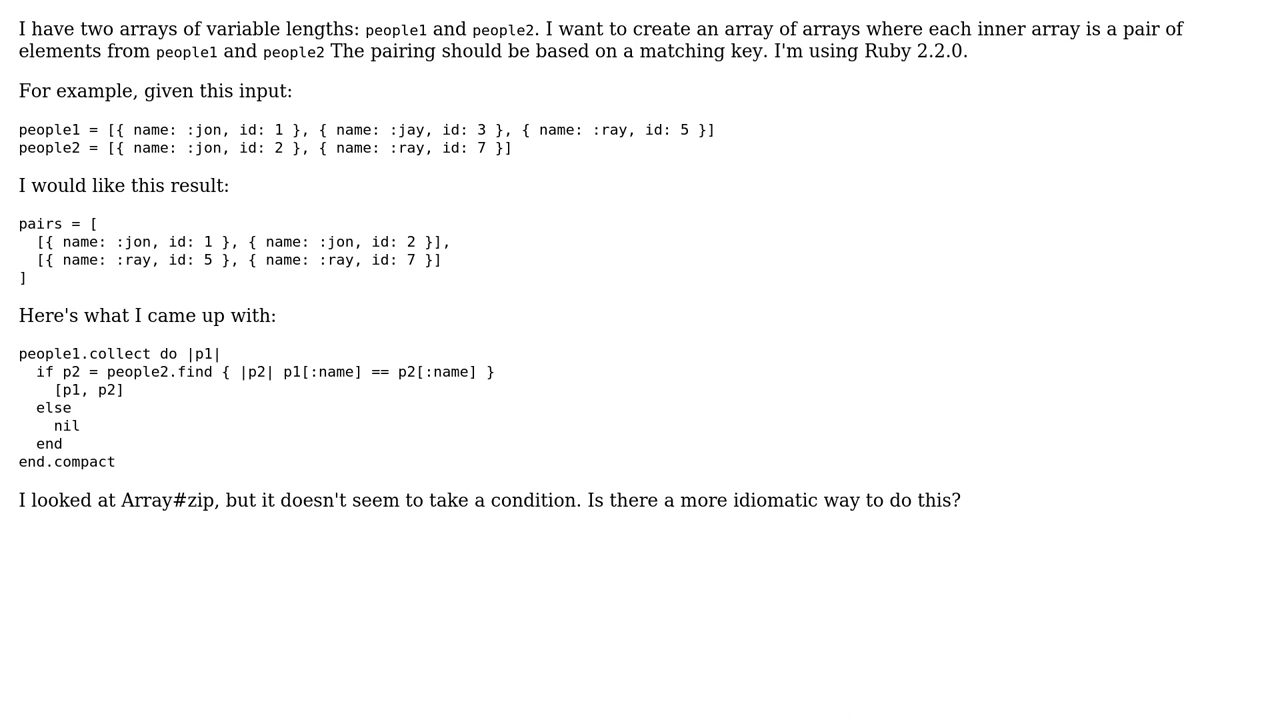 I have two arrays of variable lengths: people1 and people2. I want to create an array of arrays where each inner array is a pair of
elements from people1 and people2 The pairing should be based on a matching key. I'm using Ruby 2.2.0.
For example, given this input:
people1 = [{ name: :jon, id: 1 }, { name: :jay, id: 3 }, { name: :ray, id: 5 }]
people2 = [{ name: :jon, id: 2 }, { name: :ray, id: 7 }]
I would like this result:
pairs = [
  [{ name: :jon, id: 1 }, { name: :jon, id: 2 }],
  [{ name: :ray, id: 5 }, { name: :ray, id: 7 }]
]
Here's what I came up with:
people1.collect do |p1|
  if p2 = people2.find { |p2| p1[:name] == p2[:name] }
    [p1, p2]
  else
    nil
  end
end.compact
I looked at Array#zip, but it doesn't seem to take a condition. Is there a more idiomatic way to do this?